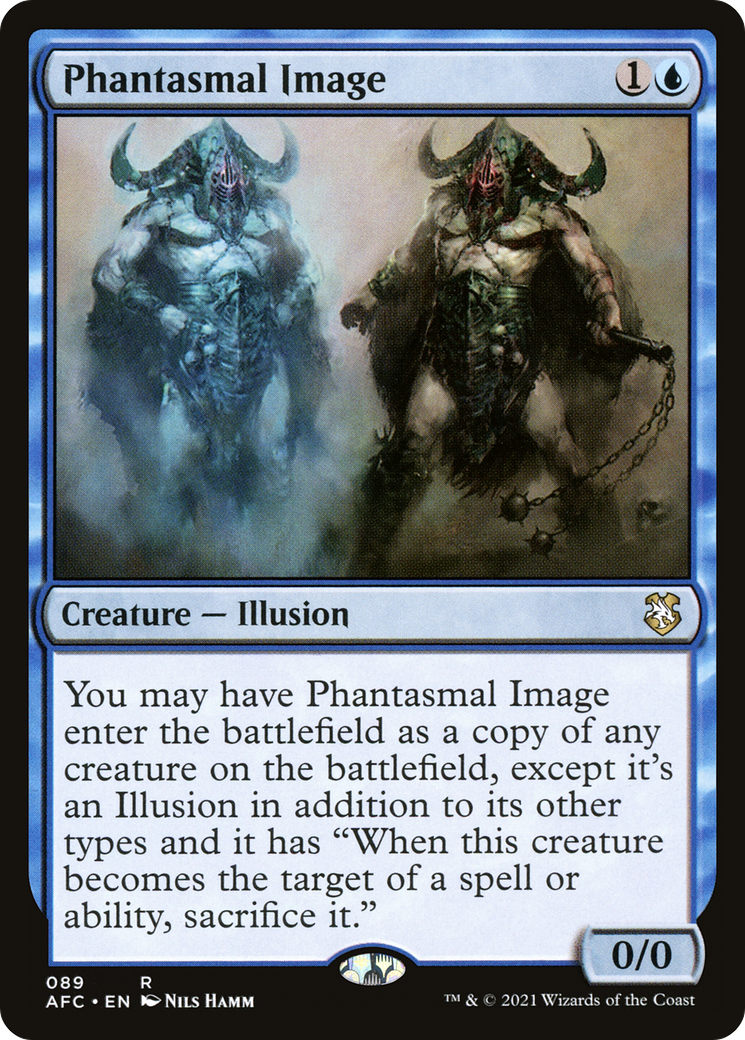 Phantasmal Image 1
Creature — Illusion
You may have Phantasmal Image
enter the battlefield as a copy of any
creature on the battlefield, except it's
an Illusion in addition to its other
types and it has “When this creature
becomes the target of a spell or
ability, sacrifice it.”
0/0
089 R
AFC • EN Nils Hamm
™ & © 2021 Wizards of the Coast